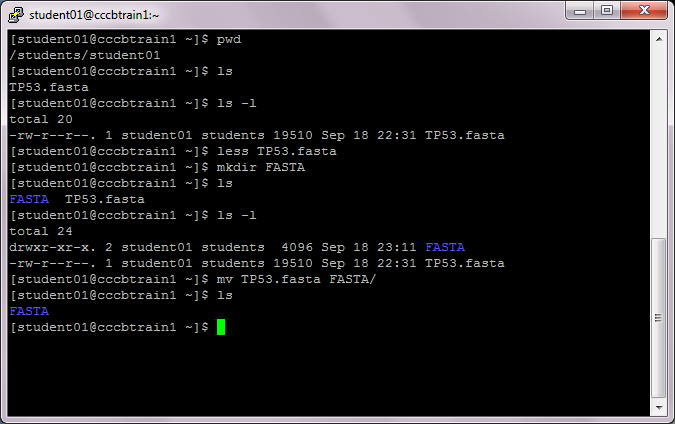 student01@cccbtrain1:~
[student01@cccbtrain1 ~]$ pwd
/students/student01
[student01@cccbtrain1 ~]$ ls
TP53.fasta
[student01@cccbtrain1 ~]$ ls -l
total 20
-rw-r--r--. 1 student01 students 19510 Sep 18 22:31 TP53.fasta
[student01@cccbtrain1 ~]$ less TP53.fasta
[student01@cccbtrain1 ~]$ mkdir FASTA
[student01@cccbtrain1 ~]$ ls
FASTA  TP53.fasta
[student01@cccbtrain1 ~]$ ls -l
total 24
drwxr-xr-x. 2 student01 students  4096 Sep 18 23:11 FASTA
-rw-r--r--. 1 student01 students 19510 Sep 18 22:31 TP53.fasta
[student01@cccbtrain1 ~]$ mv TP53.fasta FASTA/
[student01@cccbtrain1 ~]$ ls
FASTA
[student01@cccbtrain1 ~]$